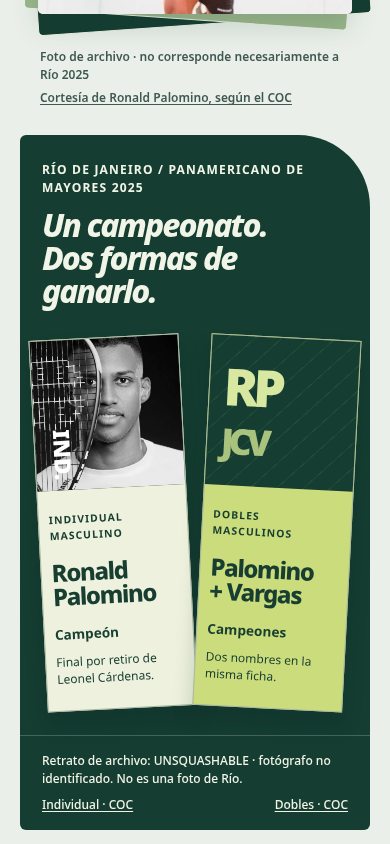 Foto de archivo · no corresponde necesariamente a
Río 2025
Cortesía de Ronald Palomino, según el COC
RÍO DE JANEIRO / PANAMERICANO DE
MAYORES 2025
Un campeonato.
Dos formas de
ganarlo.
IND
INDIVIDUAL
MASCULINO
Ronald
Palomino
Campeón
Final por retiro de
Leonel Cárdenas.
RP
JCV
DOBLES
MASCULINOS
Palomino
+ Vargas
Campeones
Dos nombres en la
misma ficha.
Retrato de archivo: UNSQUASHABLE · fotógrafo no
identificado. No es una foto de Río.
Individual · COC
Dobles · COC